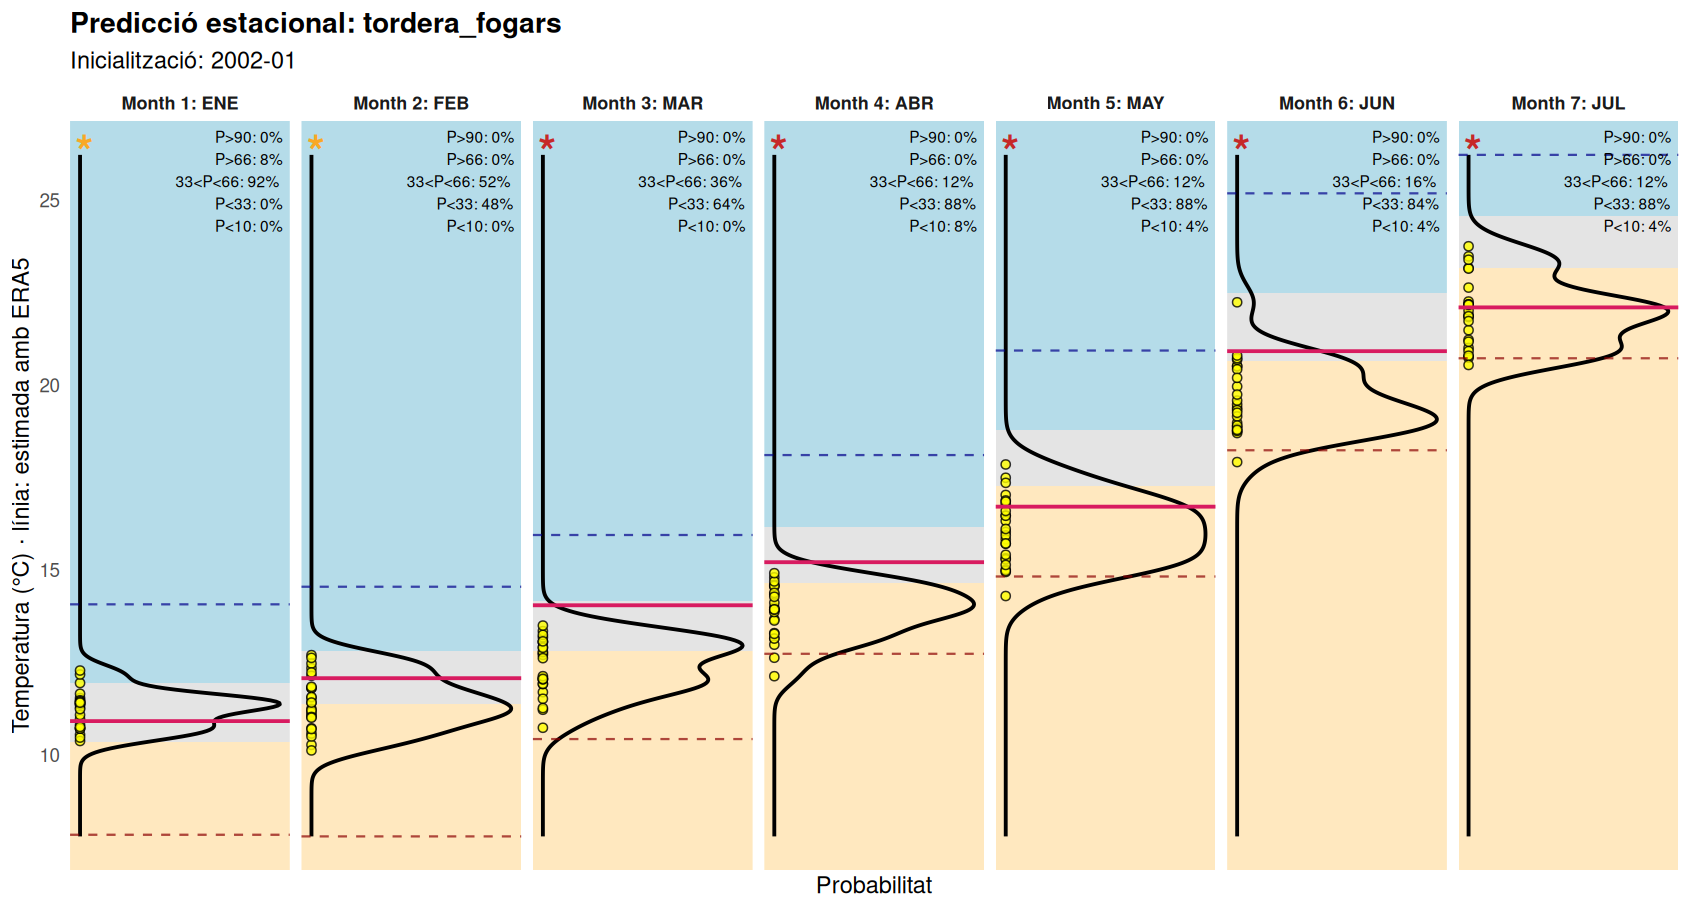 Predicció estacional: tordera_fogars
Inicialització: 2002-01
Month 1: ENE
Month 2: FEB
Month 3: MAR
Month 4: ABR
Month 5: MAY
Month 6: JUN
Month 7: JUL
*
P>90: 0%
P>66: 8%
33<P<66: 92%
P<33: 0%
P<10: 0%
*
P>90: 0%
P>66: 0%
33<P<66: 52%
P<33: 48%
P<10: 0%
*
P>90: 0%
P>66: 0%
33<P<66: 36%
P<33: 64%
P<10: 0%
*
P>90: 0%
P>66: 0%
33<P<66: 12%
P<33: 88%
P<10: 8%
*
P>90: 0%
P>66: 0%
33<P<66: 12%
P<33: 88%
P<10: 4%
*
P>90: 0%
P>66: 0%
33<P<66: 16%
P<33: 84%
P<10: 4%
*
P>90: 0%
P>66: 0%
33<P<66: 12%
P<33: 88%
P<10: 4%
25
20
15
10
Temperatura (°C) · línia: estimada amb ERA5
Probabilitat